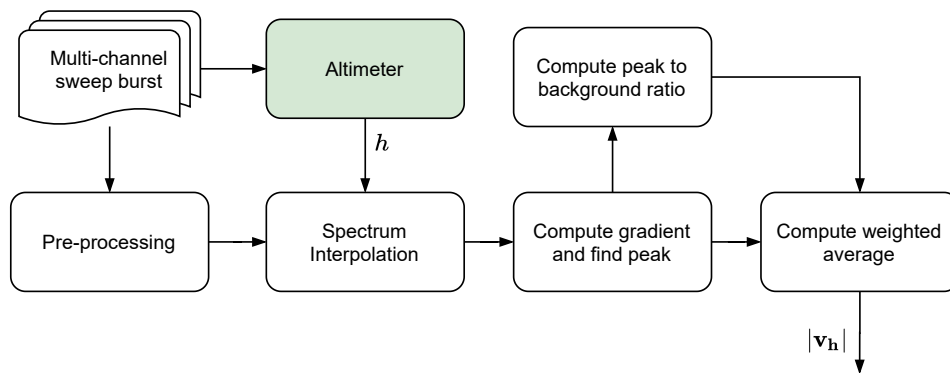 Multi-channel
sweep burst
Altimeter
Compute peak to
background ratio
h
Pre-processing
Spectrum
Interpolation
Compute gradient
and find peak
Compute weighted
average
|v_h|